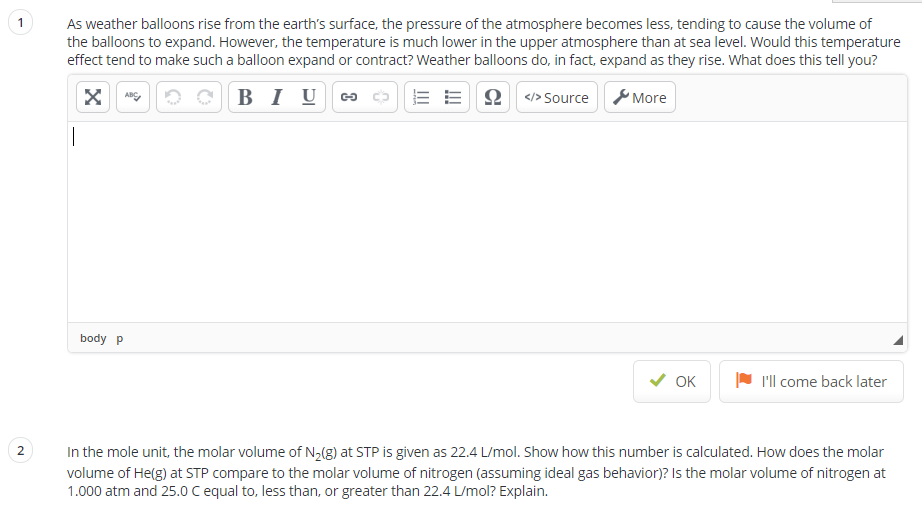 1
As weather balloons rise from the earth's surface, the pressure of the atmosphere becomes less, tending to cause the volume of
the balloons to expand. However, the temperature is much lower in the upper atmosphere than at sea level. Would this temperature
effect tend to make such a balloon expand or contract? Weather balloons do, in fact, expand as they rise. What does this tell you?
ABC B I U Ω </> Source More
body p
OK I'll come back later
2
In the mole unit, the molar volume of N₂(g) at STP is given as 22.4 L/mol. Show how this number is calculated. How does the molar
volume of He(g) at STP compare to the molar volume of nitrogen (assuming ideal gas behavior)? Is the molar volume of nitrogen at
1.000 atm and 25.0 C equal to, less than, or greater than 22.4 L/mol? Explain.